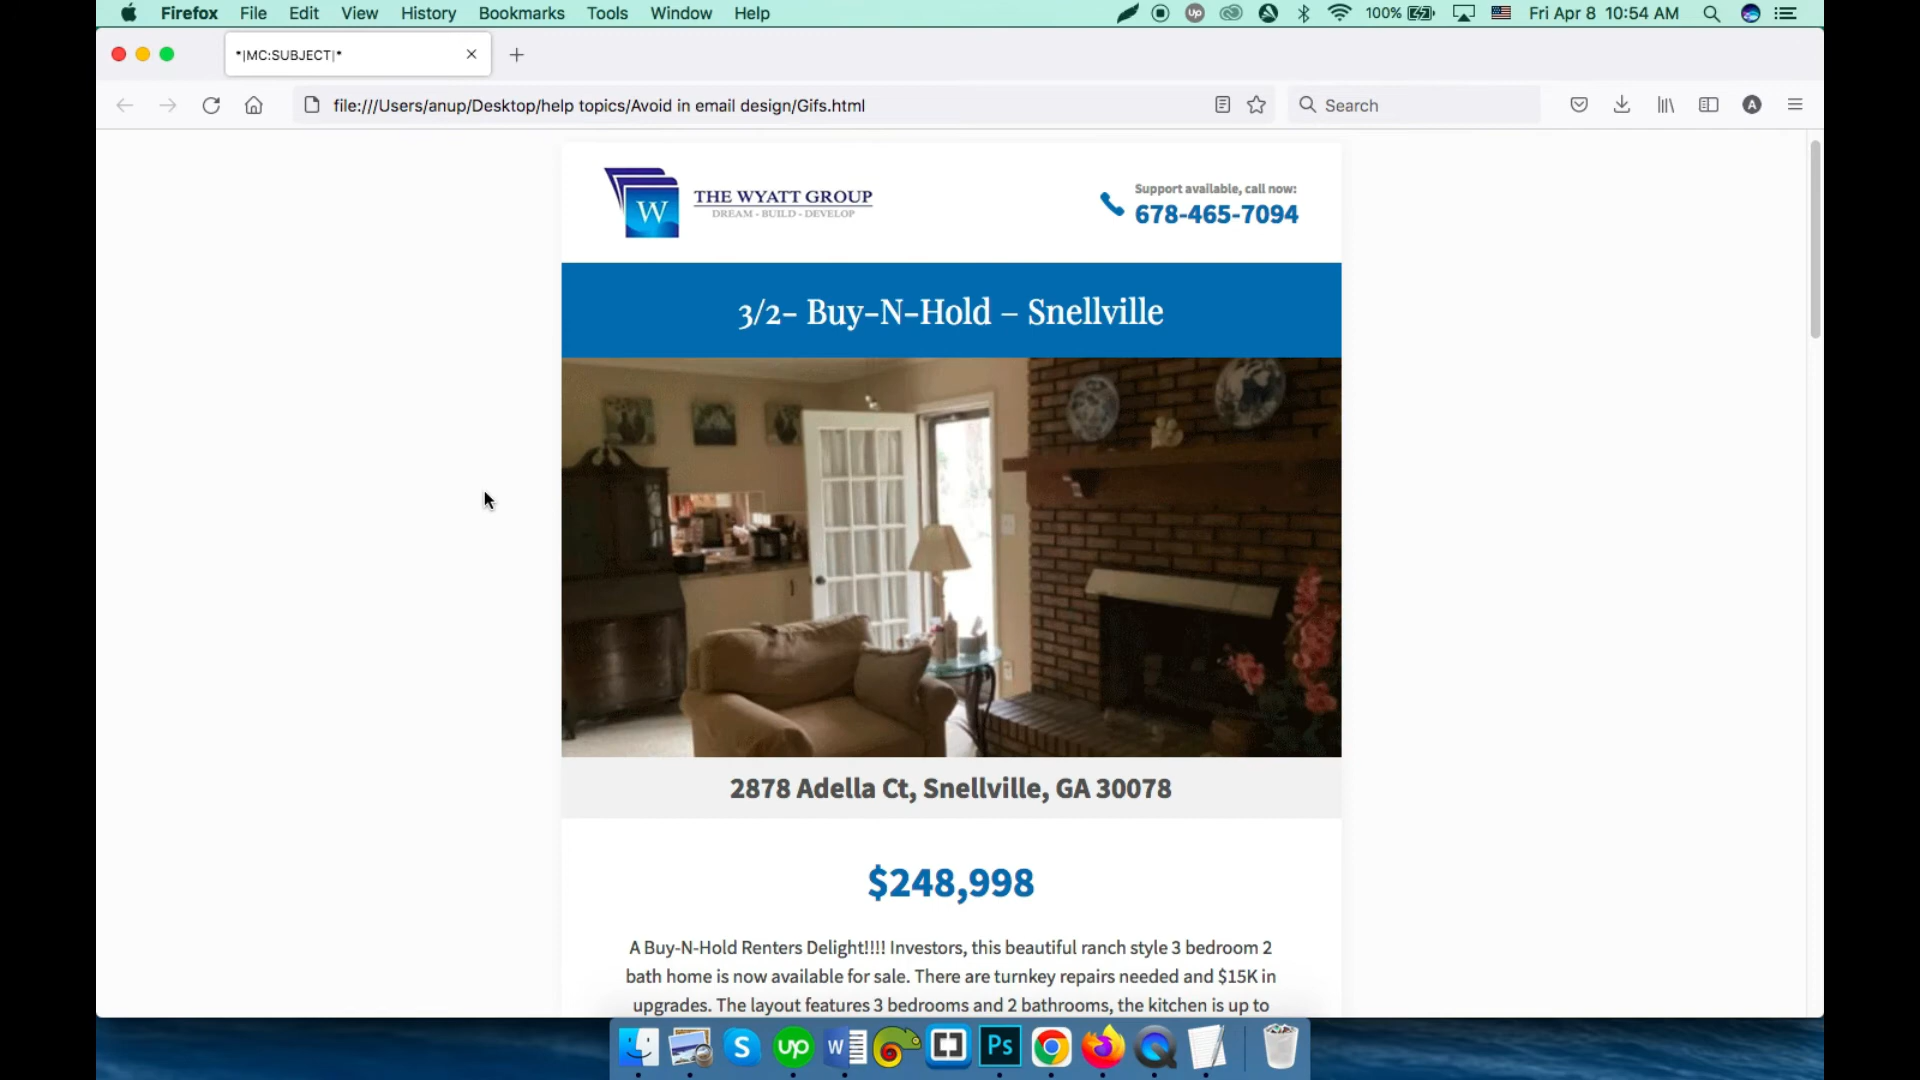 Firefox File Edit View History Bookmarks Tools Window Help
100% Fri Apr 8 10:54 AM
*|MC:SUBJECT|*
file:///Users/anup/Desktop/help topics/Avoid in email design/Gifs.html
Search
A
W
THE WYATT GROUP
DREAM - BUILD - DEVELOP
Support available, call now:
678-465-7094
3/2- Buy-N-Hold – Snellville
2878 Adella Ct, Snellville, GA 30078
$248,998
A Buy-N-Hold Renters Delight!!!! Investors, this beautiful ranch style 3 bedroom 2
bath home is now available for sale. There are turnkey repairs needed and $15K in
upgrades. The layout features 3 bedrooms and 2 bathrooms, the kitchen is up to
S up W Ps